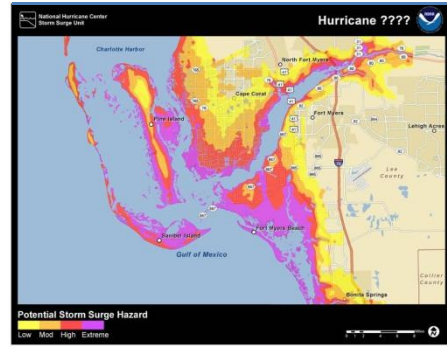 National Hurricane Center
Storm Surge Unit
Hurricane ????
NOAA
Charlotte Harbor
North Fort Myers
Cape Coral
Pine Island
Fort Myers
Lehigh Acres
Lee
County
Sanibel Island
Fort Myers Beach
Gulf of Mexico
Collier
County
Bonita Springs
Potential Storm Surge Hazard
Low Mod High Extreme